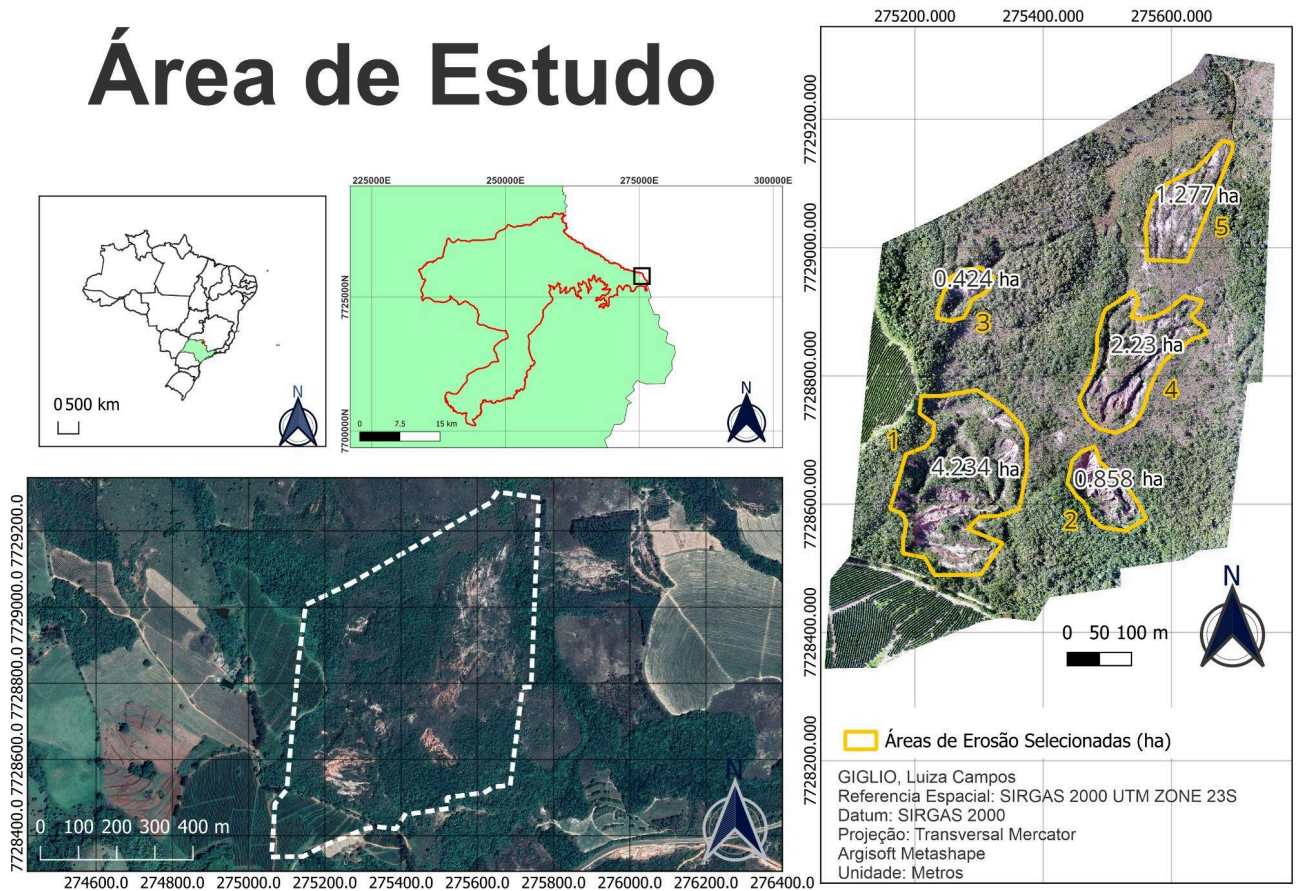 Área de Estudo
0 500 km
N
225000E 250000E 275000E 300000E
7725000N
7700000N
0 7.5 15 km
N
7729200.0
7729000.0
7728800.0
7728600.0
7728400.0
0 100 200 300 400 m
N
274600.0 274800.0 275000.0 275200.0 275400.0 275600.0 275800.0 276000.0 276200.0 276400.0
275200.000 275400.000 275600.000
7729200.000
7729000.000
7728800.000
7728600.000
7728400.000
7728200.000
1.277 ha
5
0.424 ha
3
2.23 ha
4
1
4.234 ha
0.858 ha
2
N
0 50 100 m
Áreas de Erosão Selecionadas (ha)
GIGLIO, Luiza Campos
Referencia Espacial: SIRGAS 2000 UTM ZONE 23S
Datum: SIRGAS 2000
Projeção: Transversal Mercator
Argisoft Metashape
Unidade: Metros